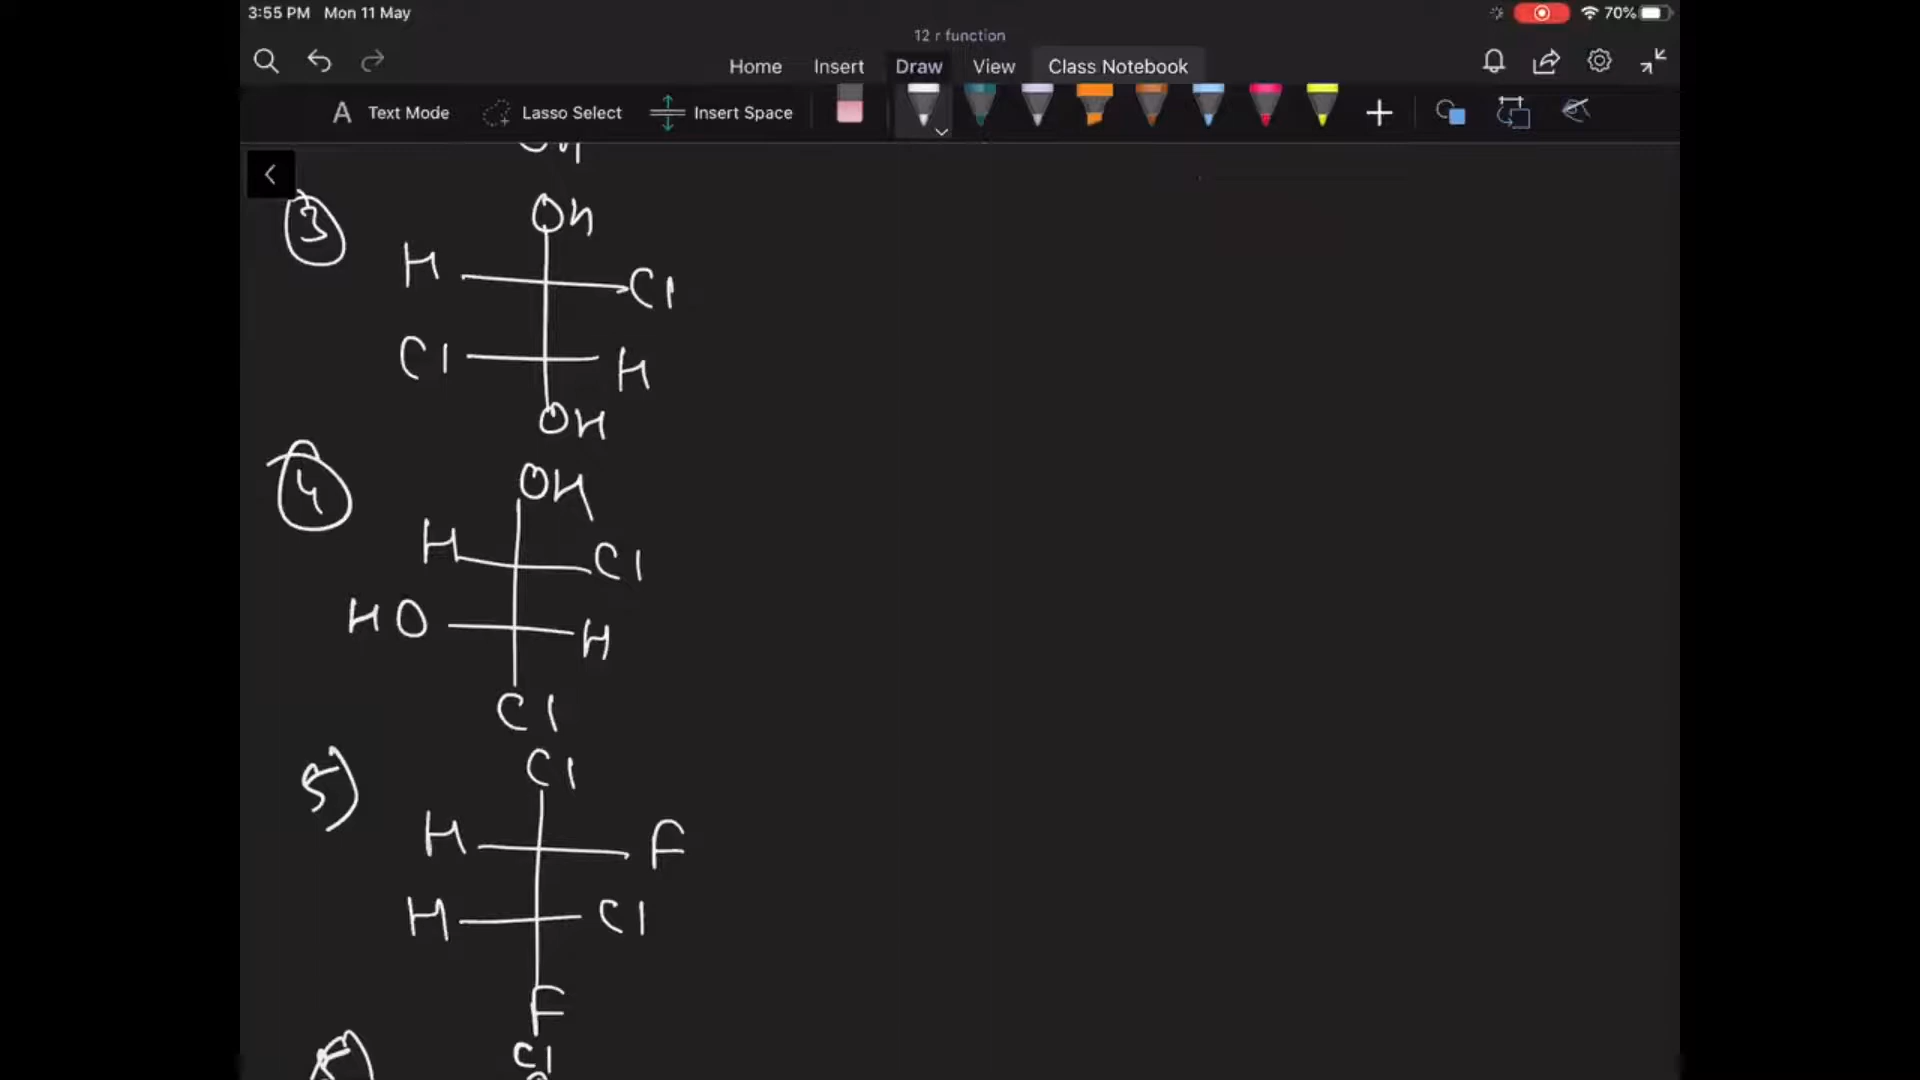 3:55 PM Mon 11 May
70%
12 r function
Home Insert Draw View Class Notebook
A Text Mode Lasso Select Insert Space
3
OH
H Cl
Cl H
OH
4
OH
H Cl
HO H
Cl
5)
Cl
H F
H Cl
F
Cl